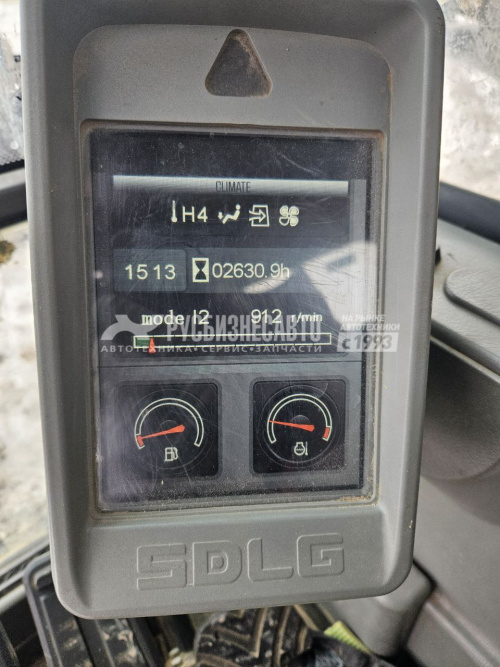 CLIMATE
H4
1513 02630.9h
mode I2 912 r/min
РУСБИЗНЕСАВТО
АВТОТЕХНИКА • СЕРВИС • ЗАПЧАСТИ
НА РЫНКЕ
АВТОТЕХНИКИ
с 1993
SDLG